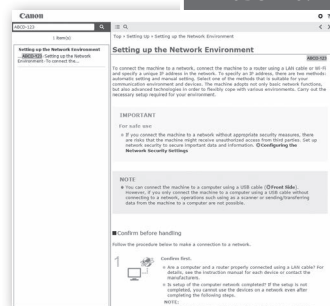 Canon
ABCD-123
1 Item(s)
Top > Setting up > Setting up the Network Environment
Setting up the Network Environment
ABCD-123-Setting up the Network
Environment- To connect the...
Setting up the Network Environment
ABCD-123
To connect the machine to a network, connect the machine to a router using a LAN cable or Wi-Fi
and specify a unique IP address in the network. To specify an IP address, there are two methods:
automatic setting and manual setting. Select one of the methods that is suitable for your
communication environment and devices. The machine adopts not only basic network functions,
but also advanced technologies in order to flexibly cope with various environments. Carry out the
necessary setup required for your environment.
IMPORTANT
For safe use
If you connect the machine to a network without appropriate security measures, there
are risks that the machine might receive unauthorized access from third parties. Set up
network security to secure important data and information. Configuring the
Network Security Settings
NOTE
You can connect the machine to a computer using a USB cable (Front Side).
However, if you only connect the machine to a computer using a USB cable without
connecting to a network, operations such as using a scanner or sending/transferring
data from the machine to a computer are not possible.
■Confirm before handling
Follow the procedure below to make a connection to a network.
1
Confirm first.
Are a computer and a router properly connected using a LAN cable? For
details, see the instruction manual for each device or contact the
manufacturers.
Is setup of the computer network completed? If the setup is not
completed, you cannot use the devices on a network even after
completing the following steps.
NOTE: